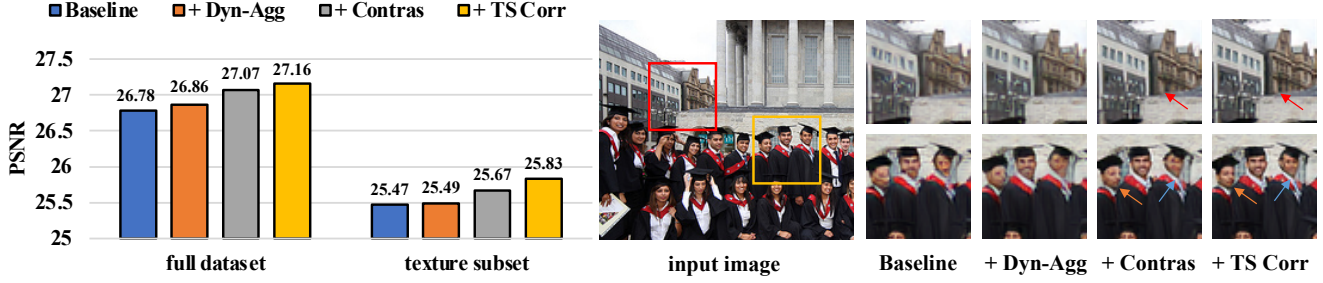 Baseline + Dyn-Agg + Contras + TS Corr
27.5
27
26.5
26
25.5
25
PSNR
26.78 26.86 27.07 27.16
25.47 25.49 25.67 25.83
full dataset texture subset
input image
Baseline + Dyn-Agg + Contras + TS Corr